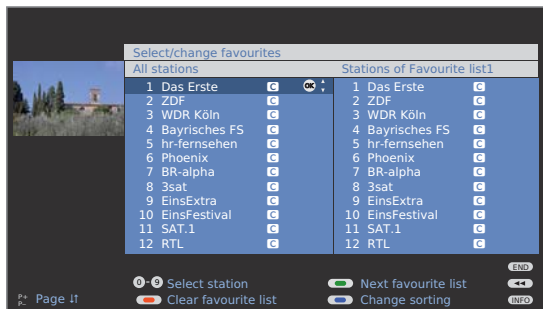 Select/change favourites
All stations Stations of Favourite list1
1 Das Erste C OK 1 Das Erste C
2 ZDF C 2 ZDF C
3 WDR Köln C 3 WDR Köln C
4 Bayrisches FS C 4 Bayrisches FS C
5 hr-fernsehen C 5 hr-fernsehen C
6 Phoenix C 6 Phoenix C
7 BR-alpha C 7 BR-alpha C
8 3sat C 8 3sat C
9 EinsExtra C 9 EinsExtra C
10 EinsFestival C 10 EinsFestival C
11 SAT.1 C 11 SAT.1 C
12 RTL C 12 RTL C
END
0-9 Select station Next favourite list
P+ P- Page Clear favourite list Change sorting INFO